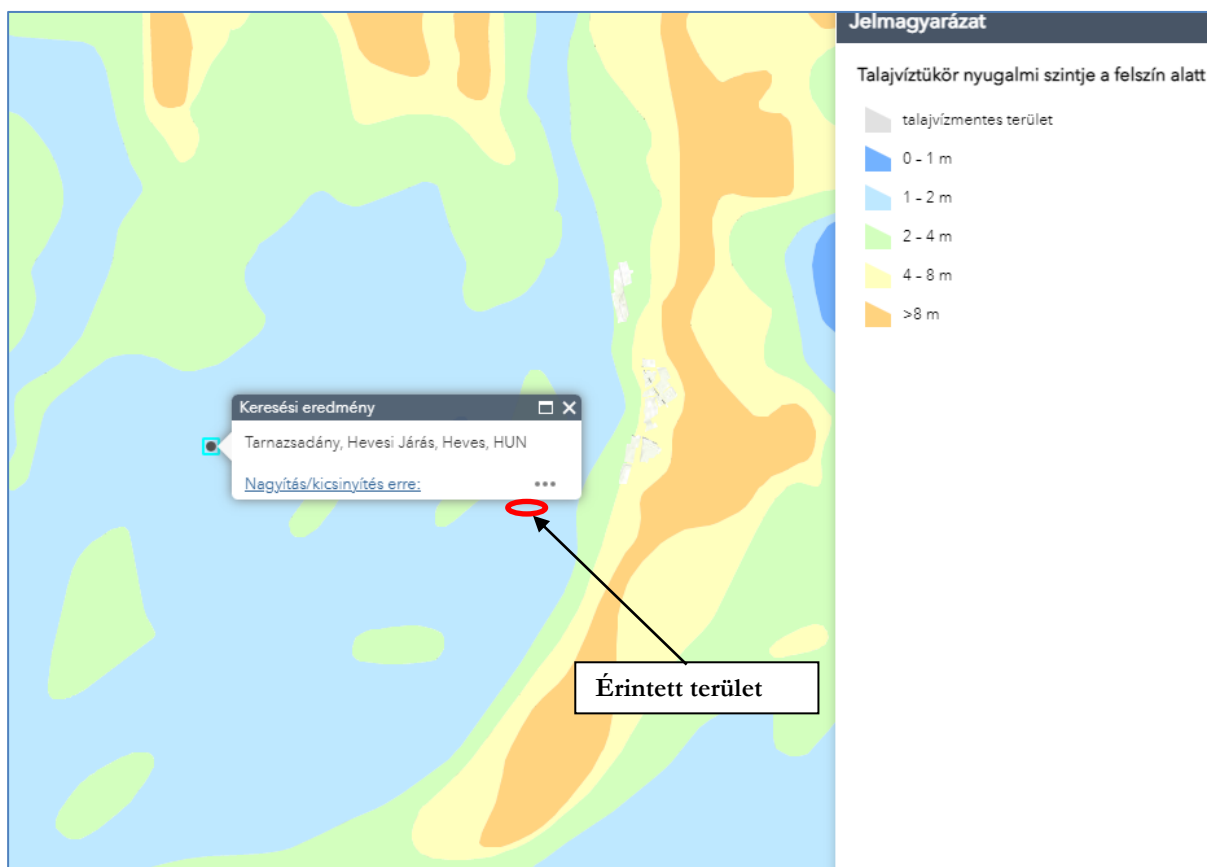 Jelmagyarázat
Talajvíztükör nyugalmi szintje a felszín alatt
talajvízmentes terület
0 - 1 m
1 - 2 m
2 - 4 m
4 - 8 m
>8 m
Keresési eredmény
Tarnazsadány, Hevesi Járás, Heves, HUN
Nagyítás/kicsinyítés erre:
Érintett terület